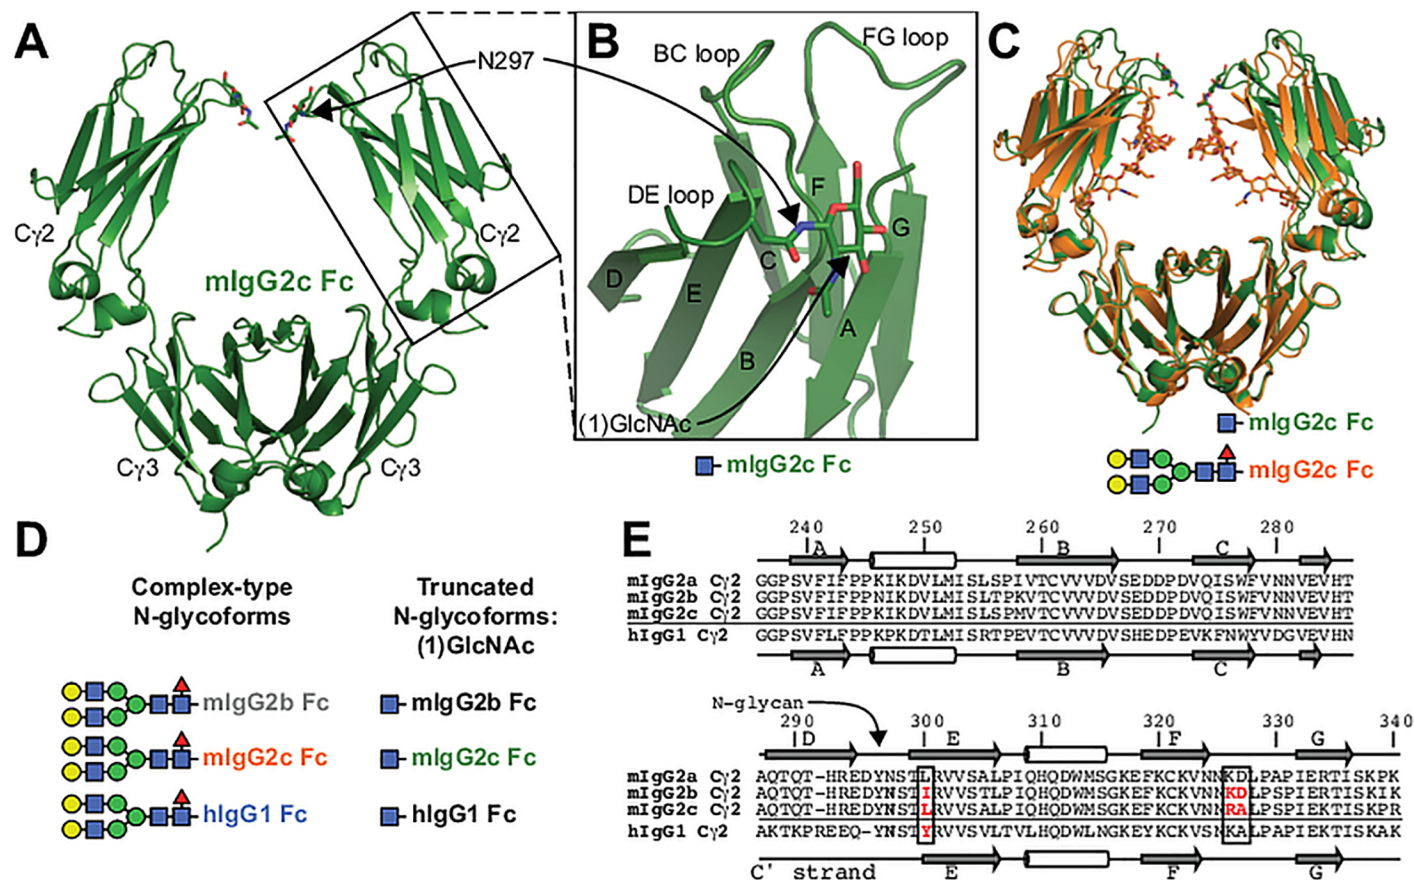 A
N297
Cγ2
Cγ2
mIgG2c Fc
Cγ3
Cγ3
B
BC loop
FG loop
DE loop
F
G
C
D
E
A
B
(1)GlcNAc
mIgG2c Fc
C
mIgG2c Fc
mIgG2c Fc
D
Complex-type
N-glycoforms
Truncated
N-glycoforms:
(1)GlcNAc
mIgG2b Fc
mIgG2b Fc
mIgG2c Fc
mIgG2c Fc
hIgG1 Fc
hIgG1 Fc
E
240 250 260 270 280
A B C
mIgG2a Cγ2 GGPSVFIFPPKIKDVLMISLSPIVTCVVVDVSEDDPDVQISWFVNNVEVHT
mIgG2b Cγ2 GGPSVFIFPPNIKDVLMISLTPKVTCVVVDVSEDDPDVQISWFVNNVEVHT
mIgG2c Cγ2 GGPSVFIFPPKIKDVLMISLSPMVTCVVVDVSEDDPDVQISWFVNNVEVHT
hIgG1 Cγ2 GGPSVFLFPPKPKDTLMISRTPEVTCVVVDVSHEDPEVKFNWYVDGVEVHN
A B C
N-glycan
290 300 310 320 330 340
D E F G
mIgG2a Cγ2 AQTQT-HREDYNSTLRVVSALPIQHQDWMSGKEFKCKVNNKDLPAPIERTISKPK
mIgG2b Cγ2 AQTQT-HREDYNSTIRVVSTLPIQHQDWMSGKEFKCKVNNKDLPSPIERTISKIK
mIgG2c Cγ2 AQTQT-HREDYNSTLRVVSALPIQHQDWMSGKEFKCKVNNRALPSPIEKTISKPR
hIgG1 Cγ2 AKTKPREEQ-YNSTYRVVSVLTVLHQDWLNGKEYKCKVSNKALPAPIEKTISKAK
C' strand E F G